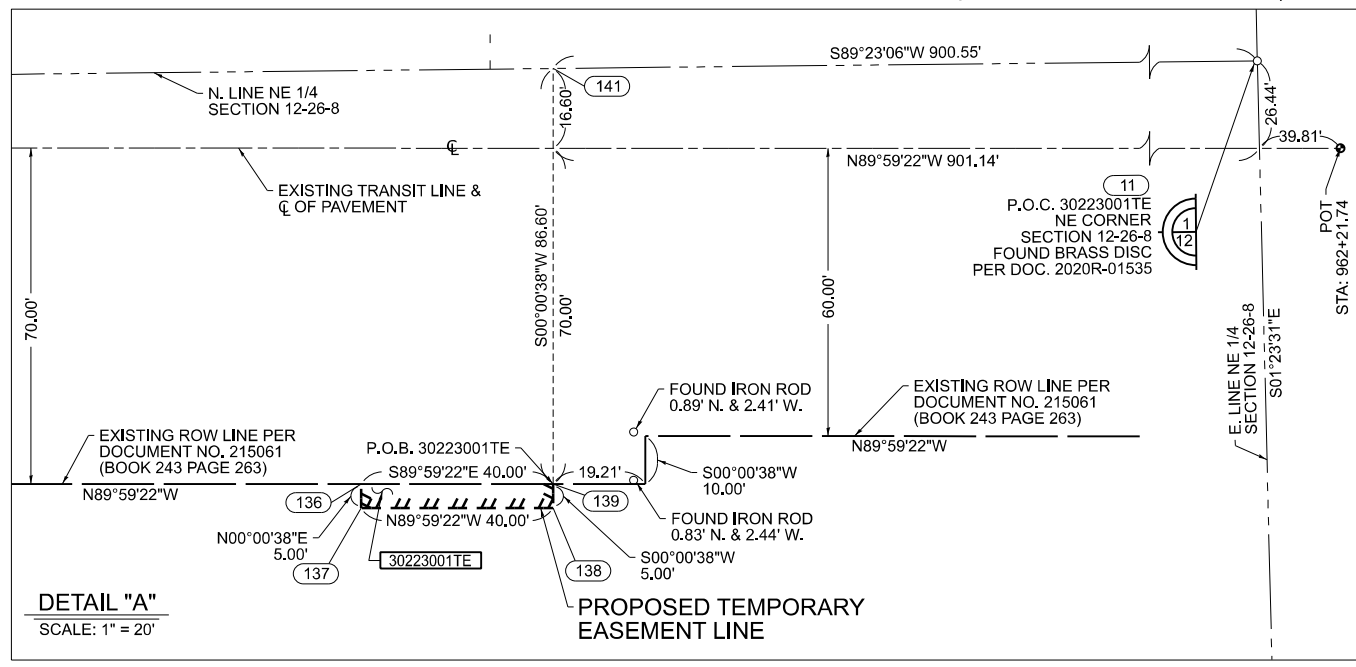 S89°23'06"W 900.55'
141
N. LINE NE 1/4
SECTION 12-26-8
16.60'
26.44'
39.81'
℄
N89°59'22"W 901.14'
EXISTING TRANSIT LINE &
℄ OF PAVEMENT
11
P.O.C. 30223001TE
NE CORNER
SECTION 12-26-8
FOUND BRASS DISC
PER DOC. 2020R-01535
1
12
POT
STA: 962+21.74
70.00'
S00°00'38"W 86.60'
70.00'
60.00'
E. LINE NE 1/4
SECTION 12-26-8
S01°23'31"E
FOUND IRON ROD
0.89' N. & 2.41' W.
EXISTING ROW LINE PER
DOCUMENT NO. 215061
(BOOK 243 PAGE 263)
N89°59'22"W
EXISTING ROW LINE PER
DOCUMENT NO. 215061
(BOOK 243 PAGE 263)
N89°59'22"W
P.O.B. 30223001TE
S89°59'22"E 40.00'
19.21'
S00°00'38"W
10.00'
136
139
N89°59'22"W 40.00'
FOUND IRON ROD
0.83' N. & 2.44' W.
N00°00'38"E
5.00'
137
30223001TE
138
S00°00'38"W
5.00'
DETAIL "A"
SCALE: 1" = 20'
PROPOSED TEMPORARY
EASEMENT LINE